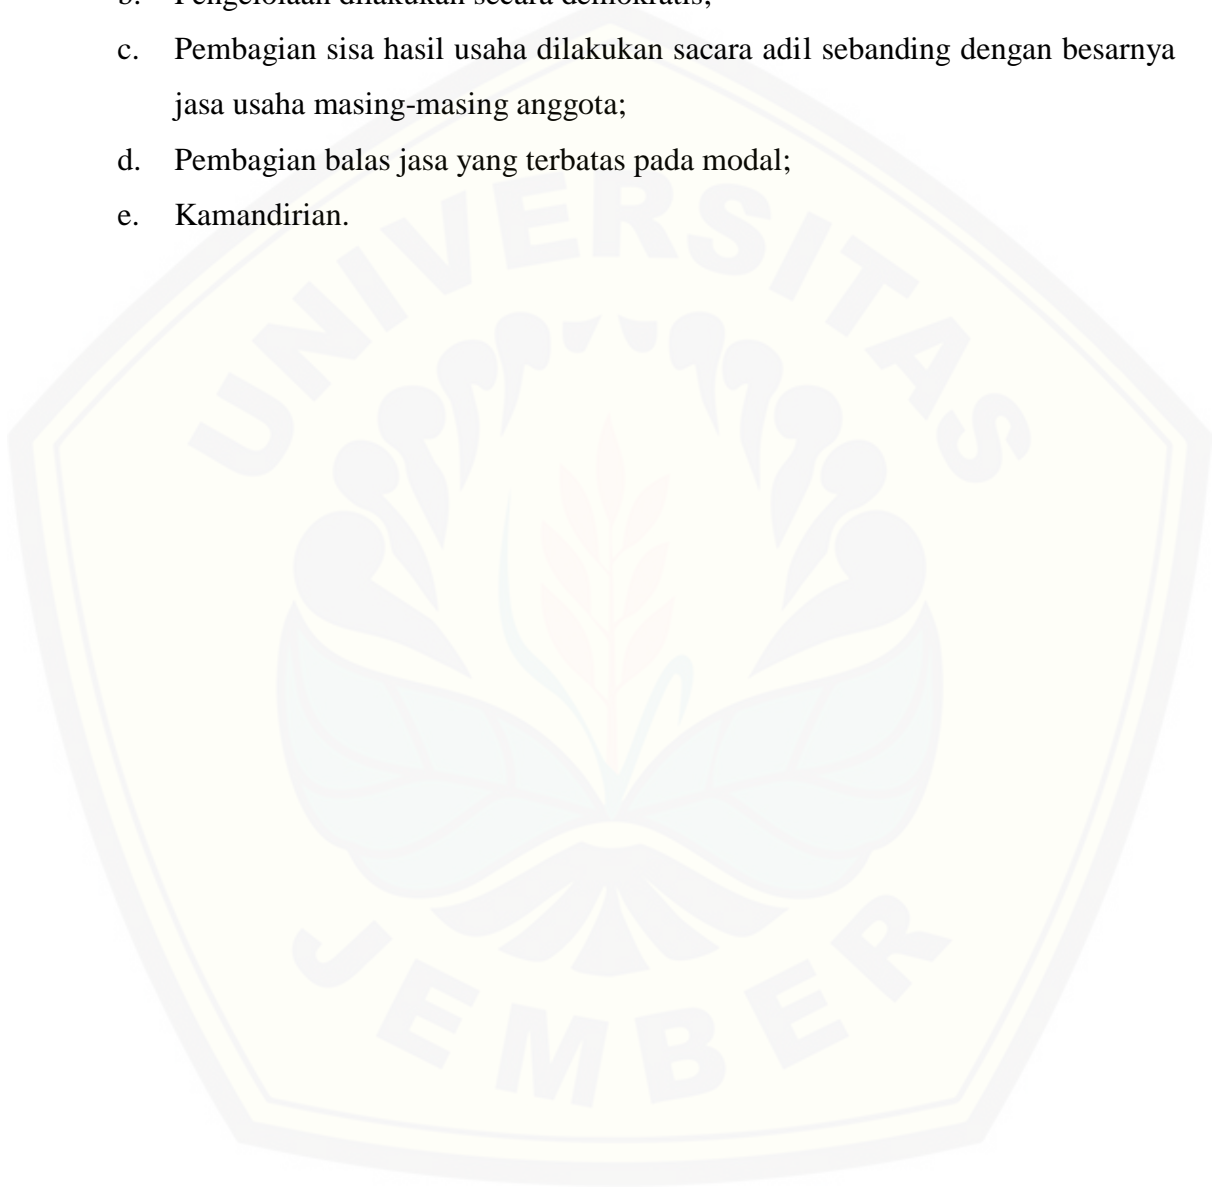 b. Pengelolaan dilakukan secara demokratis;
c. Pembagian sisa hasil usaha dilakukan sacara adil sebanding dengan besarnya
jasa usaha masing-masing anggota;
d. Pembagian balas jasa yang terbatas pada modal;
e. Kamandirian.
UNIVERSITAS
JEMBER